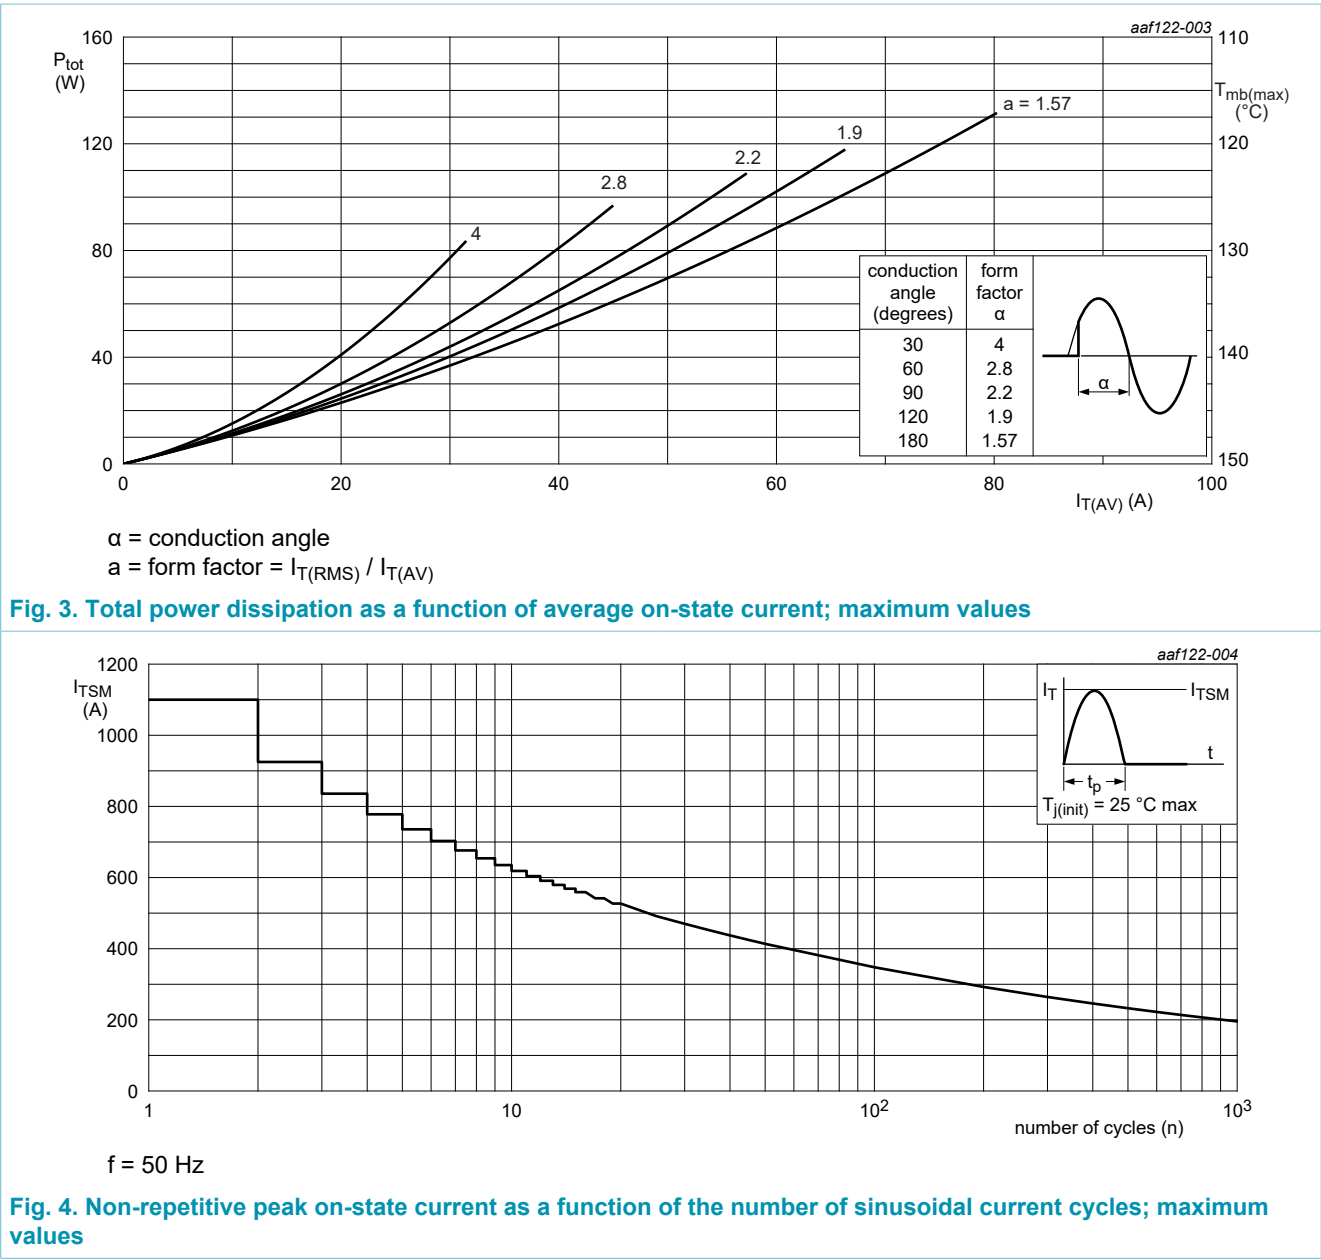 aaf122-003
160
110
Ptot
(W)
Tmb(max)
(°C)
a = 1.57
1.9
120
120
2.2
2.8
4
80
130
conduction
angle
(degrees)
form
factor
α
30 4
60 2.8
90 2.2
120 1.9
180 1.57
α
40
140
0
150
0 20 40 60 80 100
IT(AV) (A)
α = conduction angle
a = form factor = IT(RMS) / IT(AV)
Fig. 3. Total power dissipation as a function of average on-state current; maximum values
aaf122-004
1200
ITSM
(A)
IT
ITSM
t
tp
Tj(init) = 25 °C max
1000
800
600
400
200
0
1 10 10² 10³
number of cycles (n)
f = 50 Hz
Fig. 4. Non-repetitive peak on-state current as a function of the number of sinusoidal current cycles; maximum
values